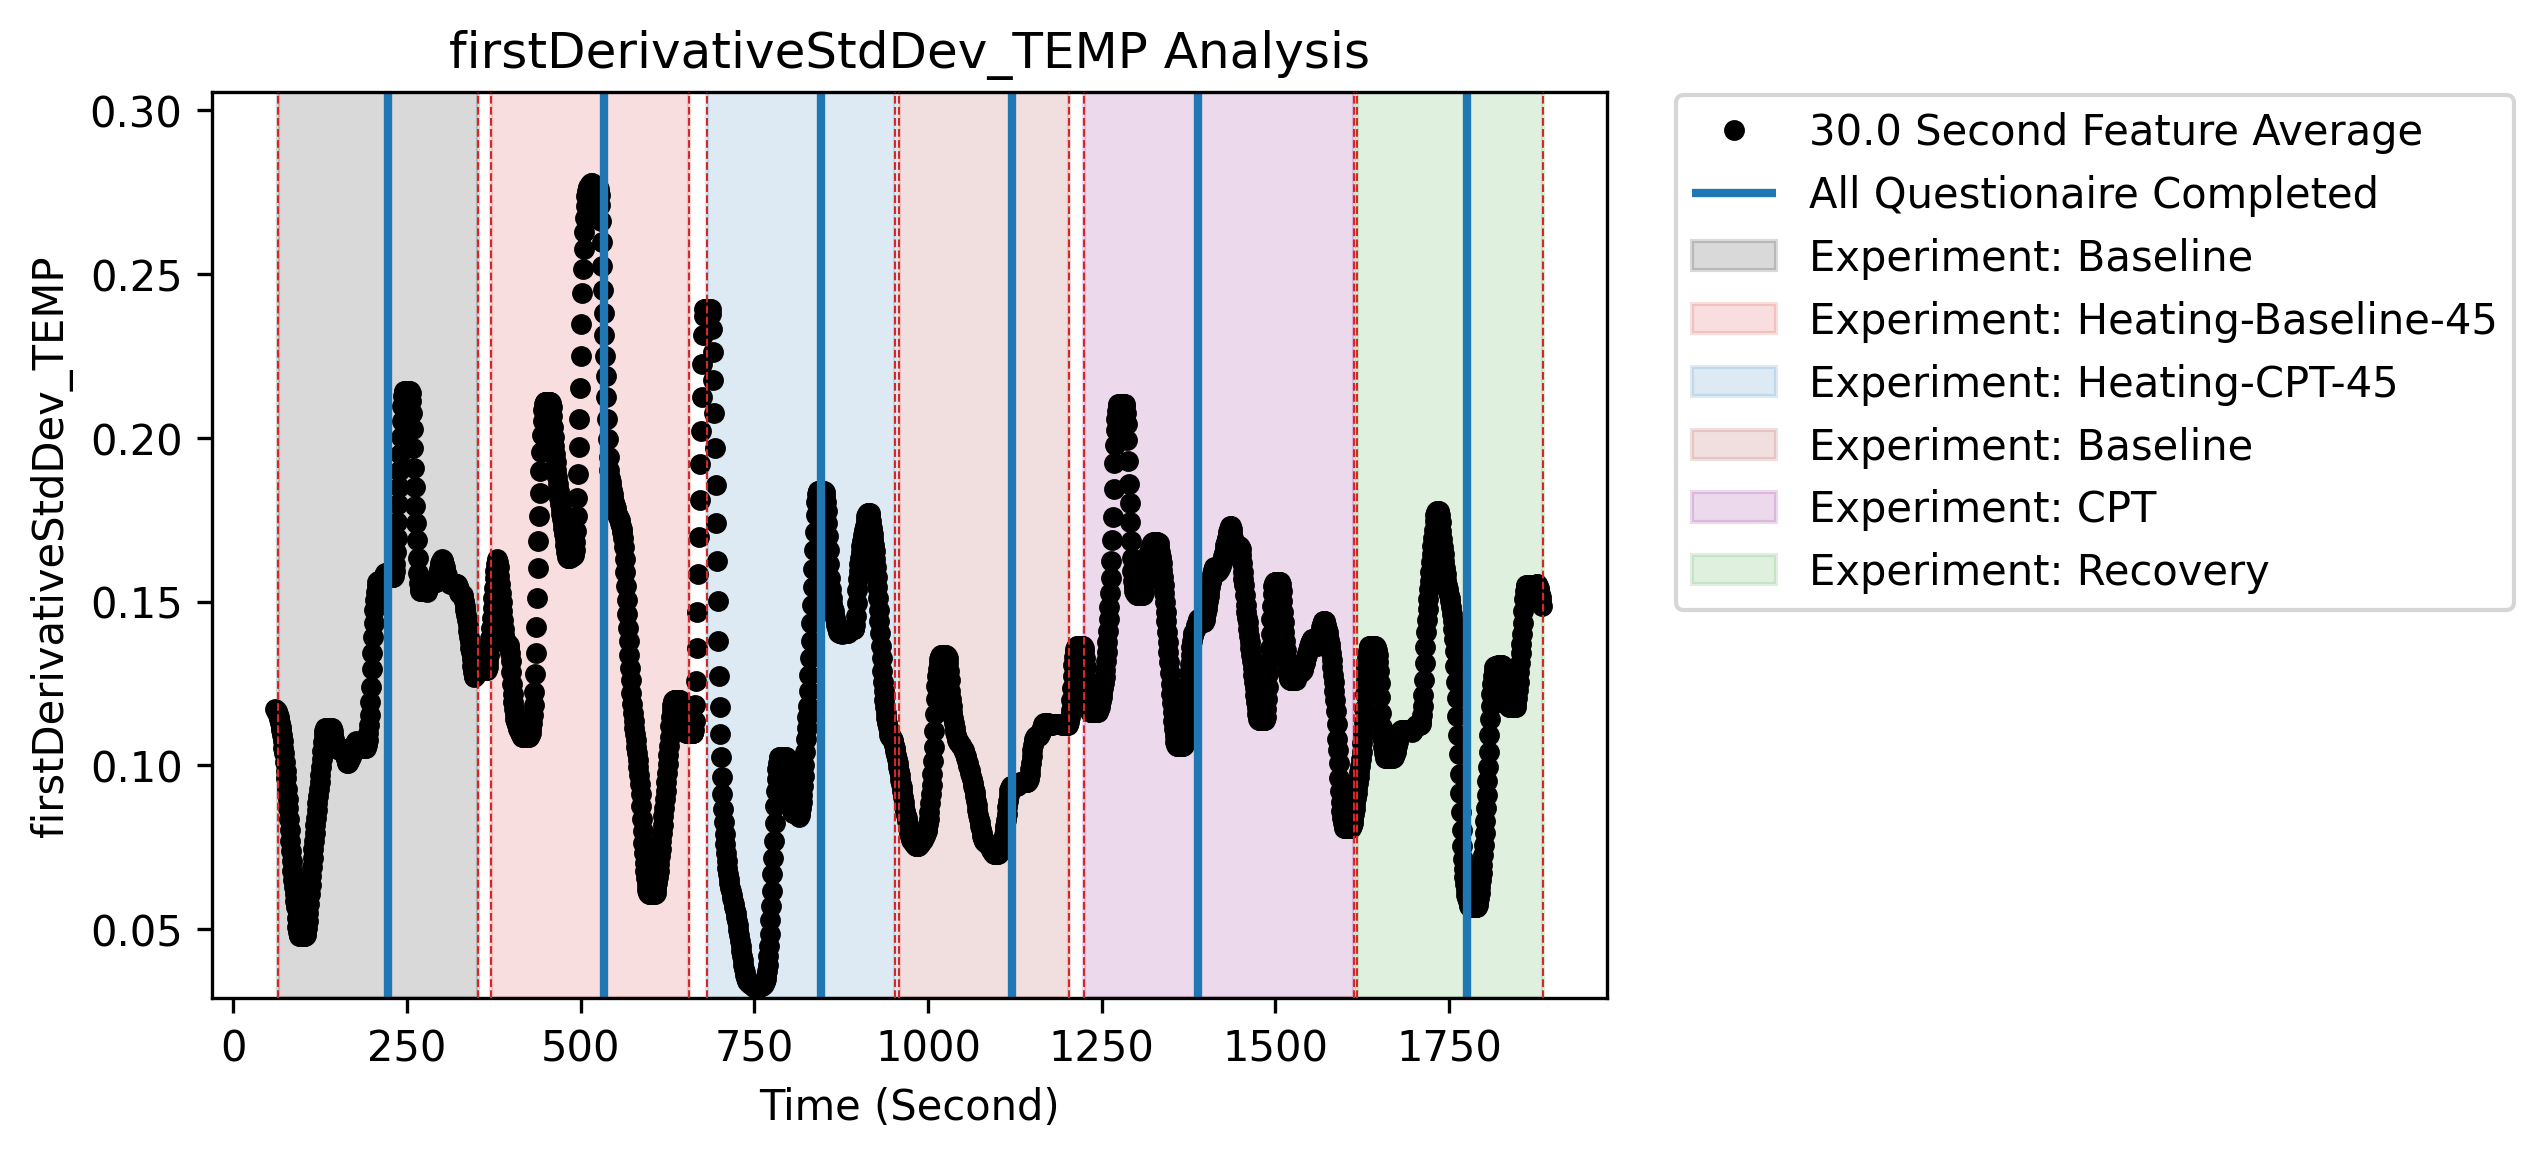 firstDerivativeStdDev_TEMP Analysis
0.30
0.25
0.20
0.15
0.10
0.05
firstDerivativeStdDev_TEMP
0 250 500 750 1000 1250 1500 1750
Time (Second)
30.0 Second Feature Average
All Questionaire Completed
Experiment: Baseline
Experiment: Heating-Baseline-45
Experiment: Heating-CPT-45
Experiment: Baseline
Experiment: CPT
Experiment: Recovery